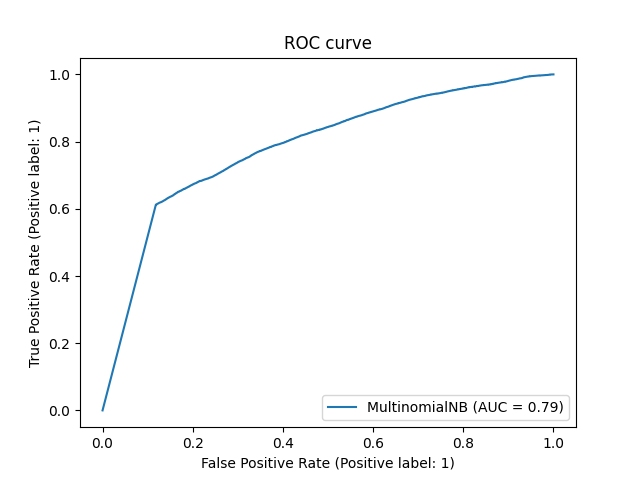 ROC curve
True Positive Rate (Positive label: 1)
1.0
0.8
0.6
0.4
0.2
0.0
MultinomialNB (AUC = 0.79)
0.0 0.2 0.4 0.6 0.8 1.0
False Positive Rate (Positive label: 1)